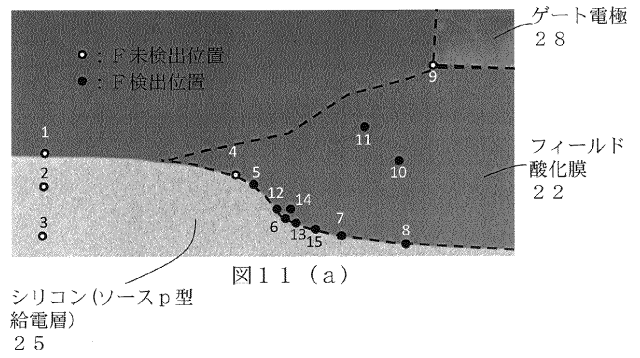 ゲート電極
２８
○：Ｆ未検出位置
●：Ｆ検出位置
9
1
11
4
10
フィールド
酸化膜
２２
2
5
12
14
6
13
15
7
8
3
図１１（a）
シリコン(ソースｐ型
給電層)
２５